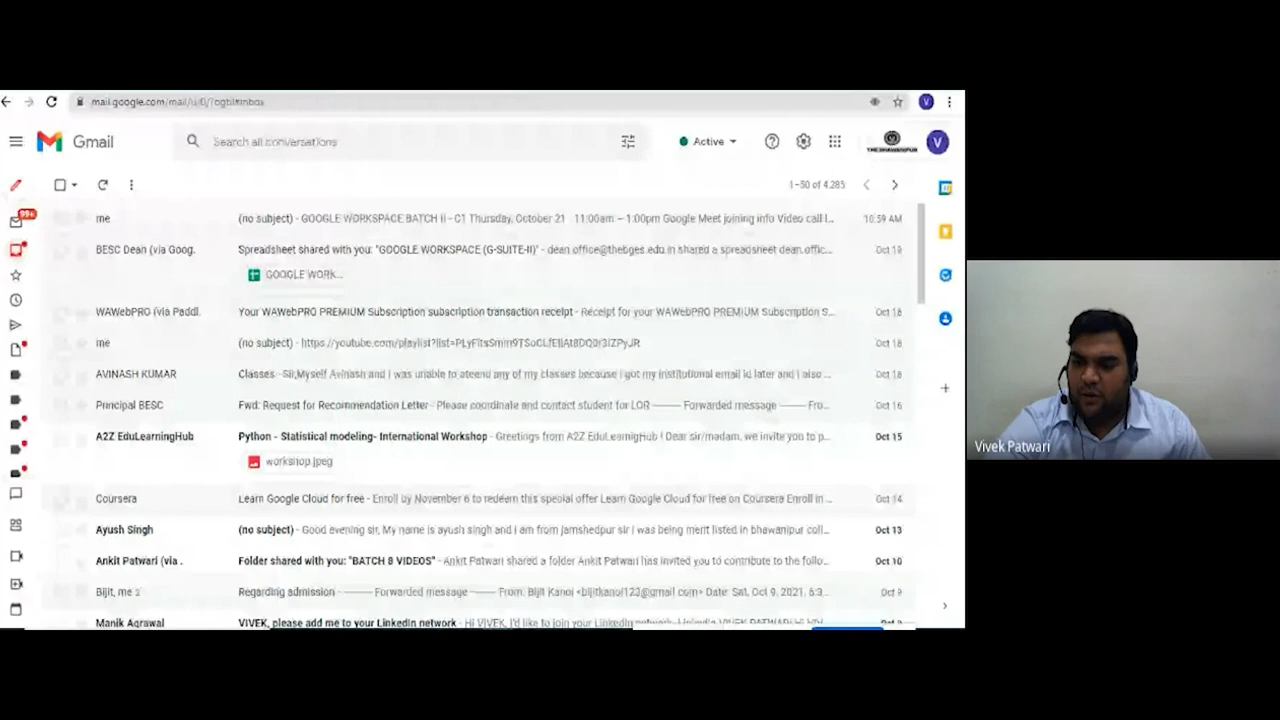 mail.google.com/mail/u/0/?ogbl#inbox
V
Gmail
Search all conversations
Active
V
1–50 of 4,285
99+
me (no subject) - GOOGLE WORKSPACE BATCH II - C1 Thursday, October 21 11:00am – 1:00pm Google Meet joining info Video call l... 10:59 AM
BESC Dean (via Goog. Spreadsheet shared with you: "GOOGLE WORKSPACE (G-SUITE-II)" - dean.office@thebges.edu.in shared a spreadsheet dean.offic... Oct 19
GOOGLE WORK...
WAWebPRO (via Paddl. Your WAWebPRO PREMIUM Subscription subscription transaction receipt - Receipt for your WAWebPRO PREMIUM Subscription S... Oct 18
me (no subject) - Oct 18
AVINASH KUMAR Classes - Sir,Myself Avinash and I was unable to ateend any of my classes because i got my institutional email id later and i also ... Oct 18
Principal BESC Fwd: Request for Recommendation Letter - Please coordinate and contact student for LOR ---------- Forwarded message --------- Fro... Oct 16
A2Z EduLearningHub Python - Statistical modeling- International Workshop - Greetings from A2Z EduLearnigHub ! Dear sir/madam, we invite you to p... Oct 15
workshop.jpeg
Coursera Learn Google Cloud for free - Enroll by November 6 to redeem this special offer Learn Google Cloud for free on Coursera Enroll in ... Oct 14
Ayush Singh (no subject) - Good evening sir, My name is ayush singh and i am from jamshedpur sir i was being merit listed in bhawanipur coll... Oct 13
Ankit Patwari (via . Folder shared with you: "BATCH 8 VIDEOS" - Ankit Patwari shared a folder Ankit Patwari has invited you to contribute to the follo... Oct 10
Bijit, me 2 Regarding admission - ---------- Forwarded message --------- From: Bijit Kanoi <bijitkanoi123@gmail.com> Date: Sat, Oct 9, 2021, 6:3... Oct 9
Manik Agrawal VIVEK, please add me to your LinkedIn network - Hi VIVEK, I'd like to join your LinkedIn network.
Vivek Patwari